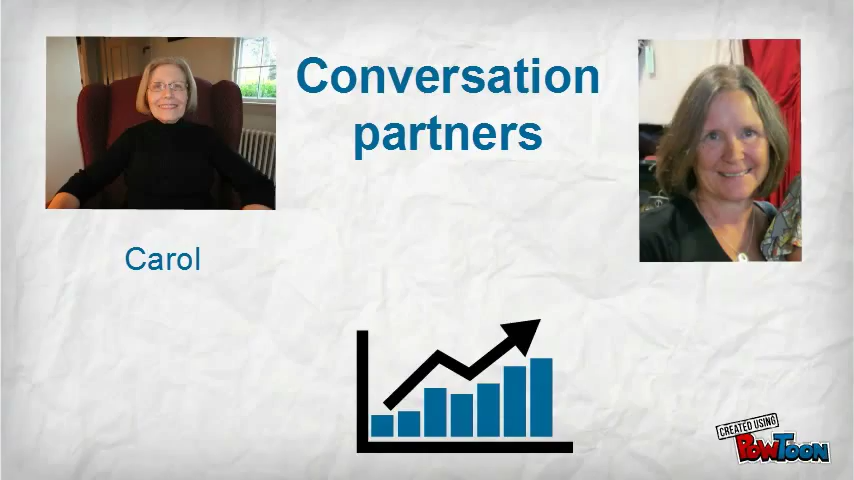 Conversation
partners
Carol
CREATED USING
POWTOON